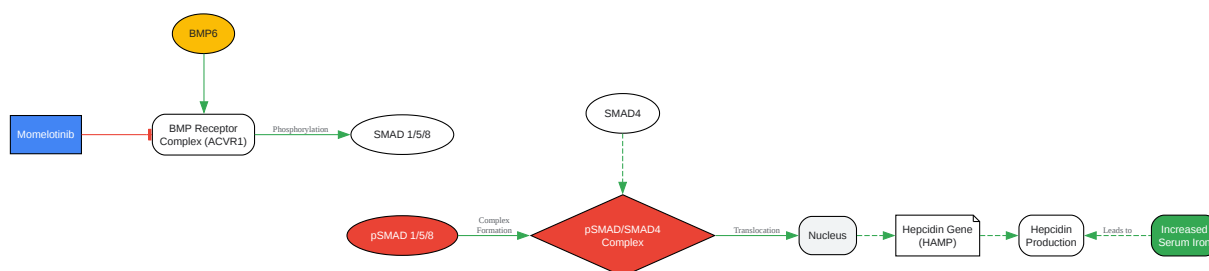 BMP6
Momelotinib
BMP Receptor
Complex (ACVR1)
Phosphorylation
SMAD 1/5/8
SMAD4
pSMAD 1/5/8
Complex
Formation
pSMAD/SMAD4
Complex
Translocation
Nucleus
Hepcidin Gene
(HAMP)
Hepcidin
Production
Leads to
Increased
Serum Iron